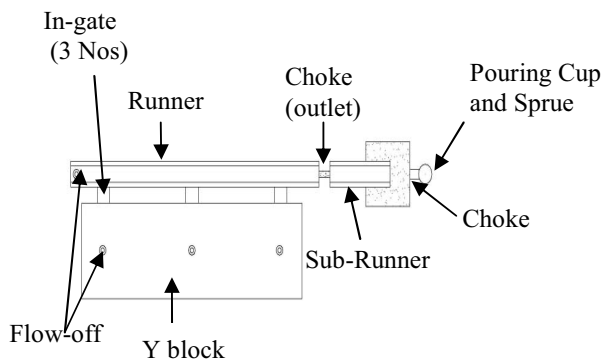 In-gate
(3 Nos)
Runner
Choke
(outlet)
Pouring Cup
and Sprue
Choke
Sub-Runner
Flow-off
Y block